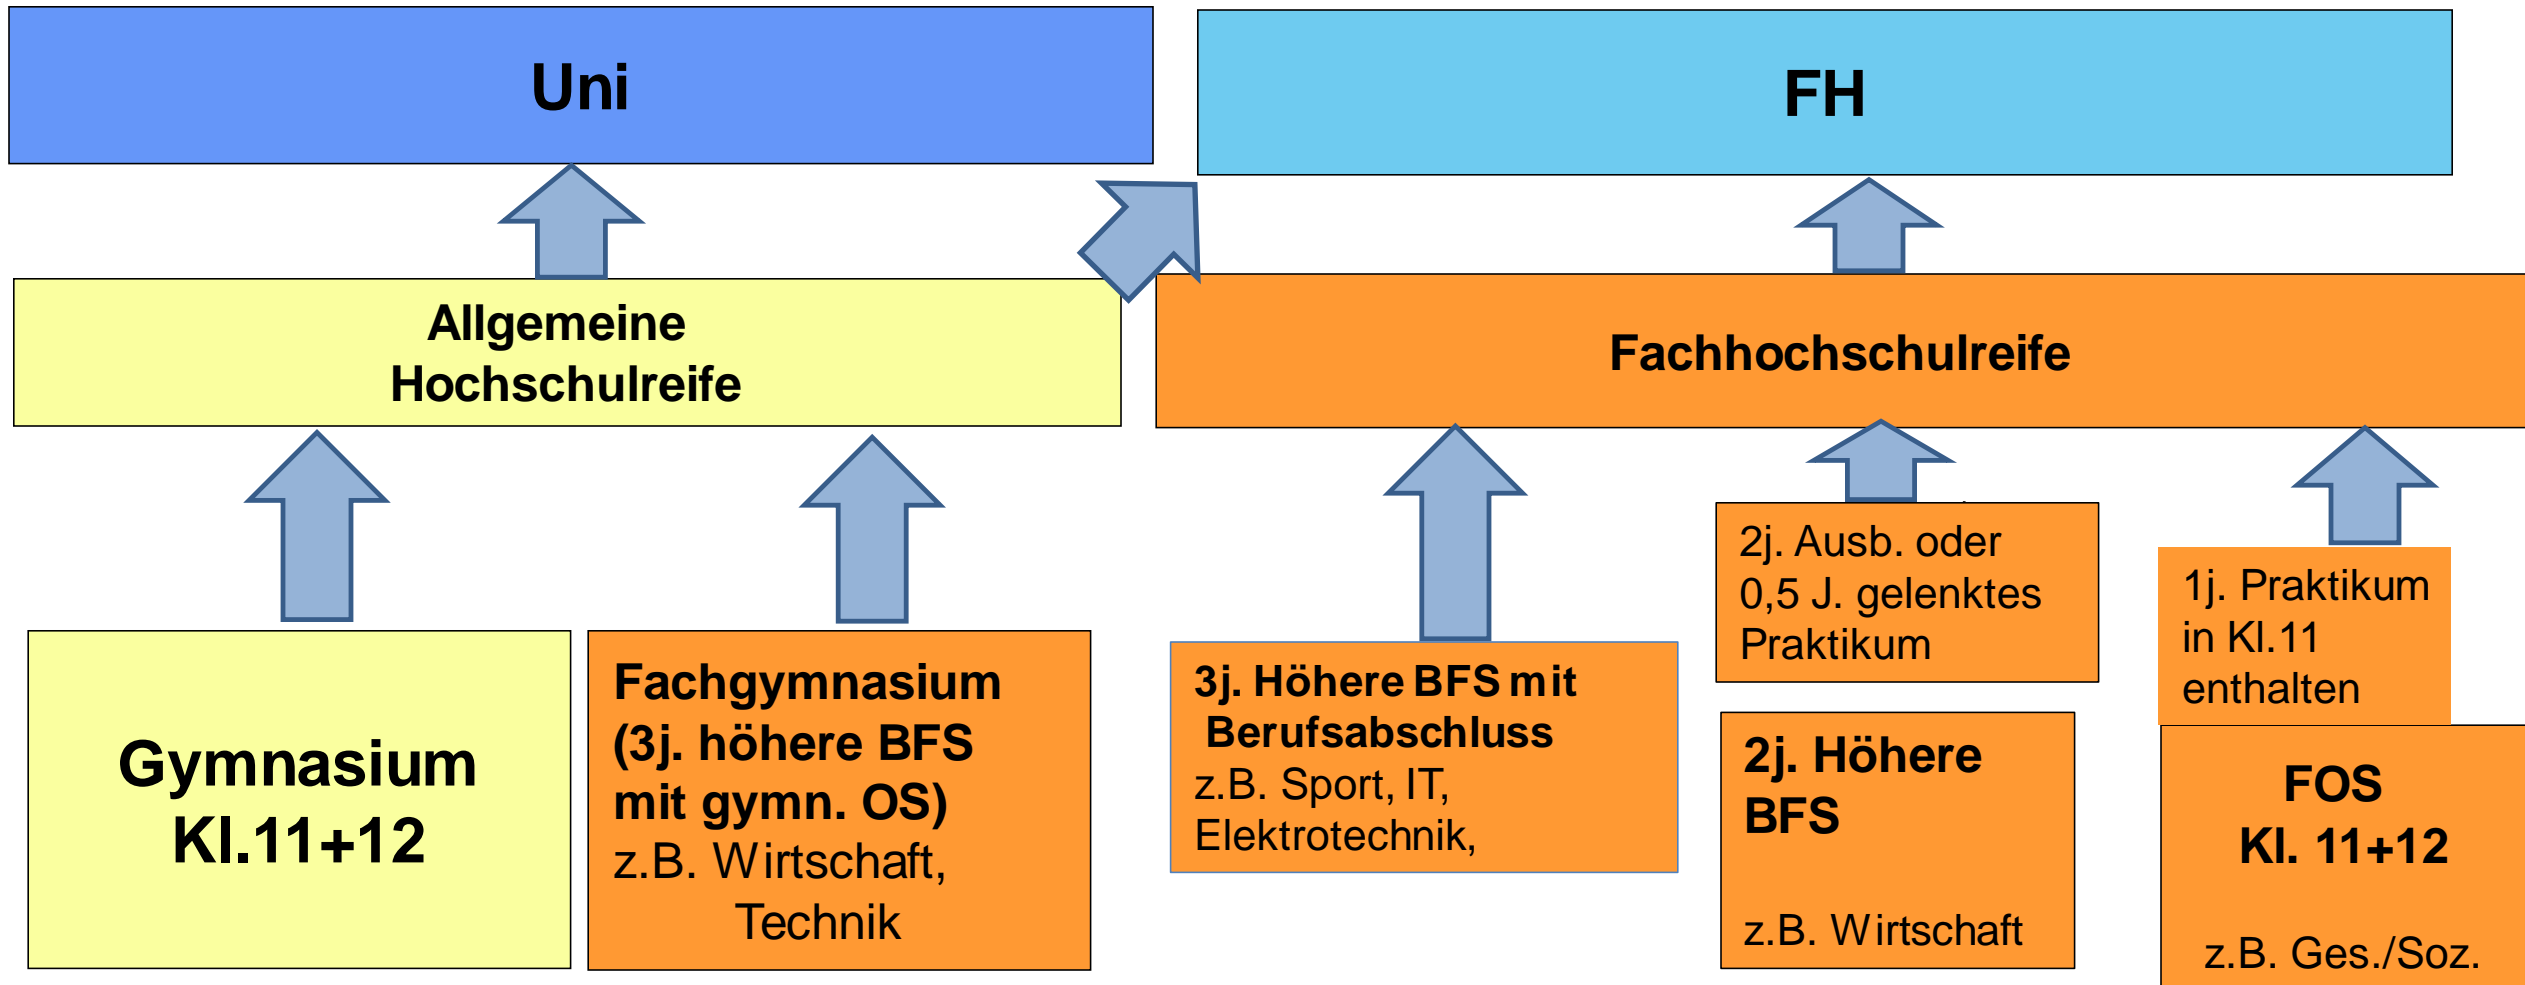 Uni
FH
Allgemeine
Hochschulreife
Fachhochschulreife
Gymnasium
Kl.11+12
Fachgymnasium
(3j. höhere BFS
mit gymn. OS)
z.B. Wirtschaft,
Technik
3j. Höhere BFS mit
Berufsabschluss
z.B. Sport, IT,
Elektrotechnik,
2j. Ausb. oder
0,5 J. gelenktes
Praktikum
2j. Höhere
BFS
z.B. Wirtschaft
1j. Praktikum
in Kl.11
enthalten
FOS
Kl. 11+12
z.B. Ges./Soz.